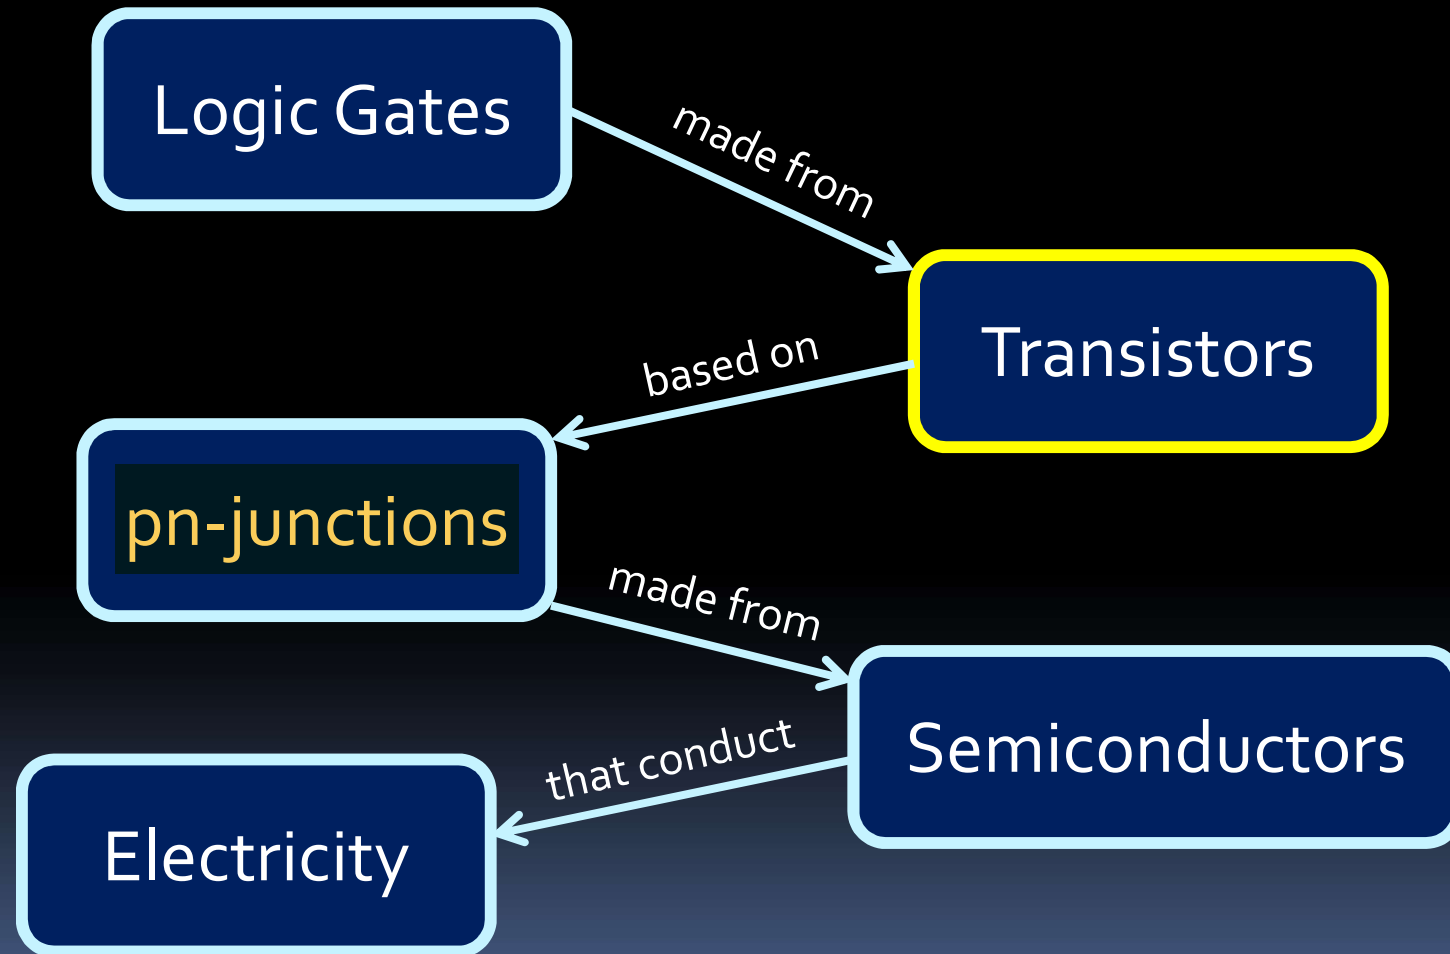 Logic Gates
made from
Transistors
based on
pn-junctions
made from
Semiconductors
that conduct
Electricity